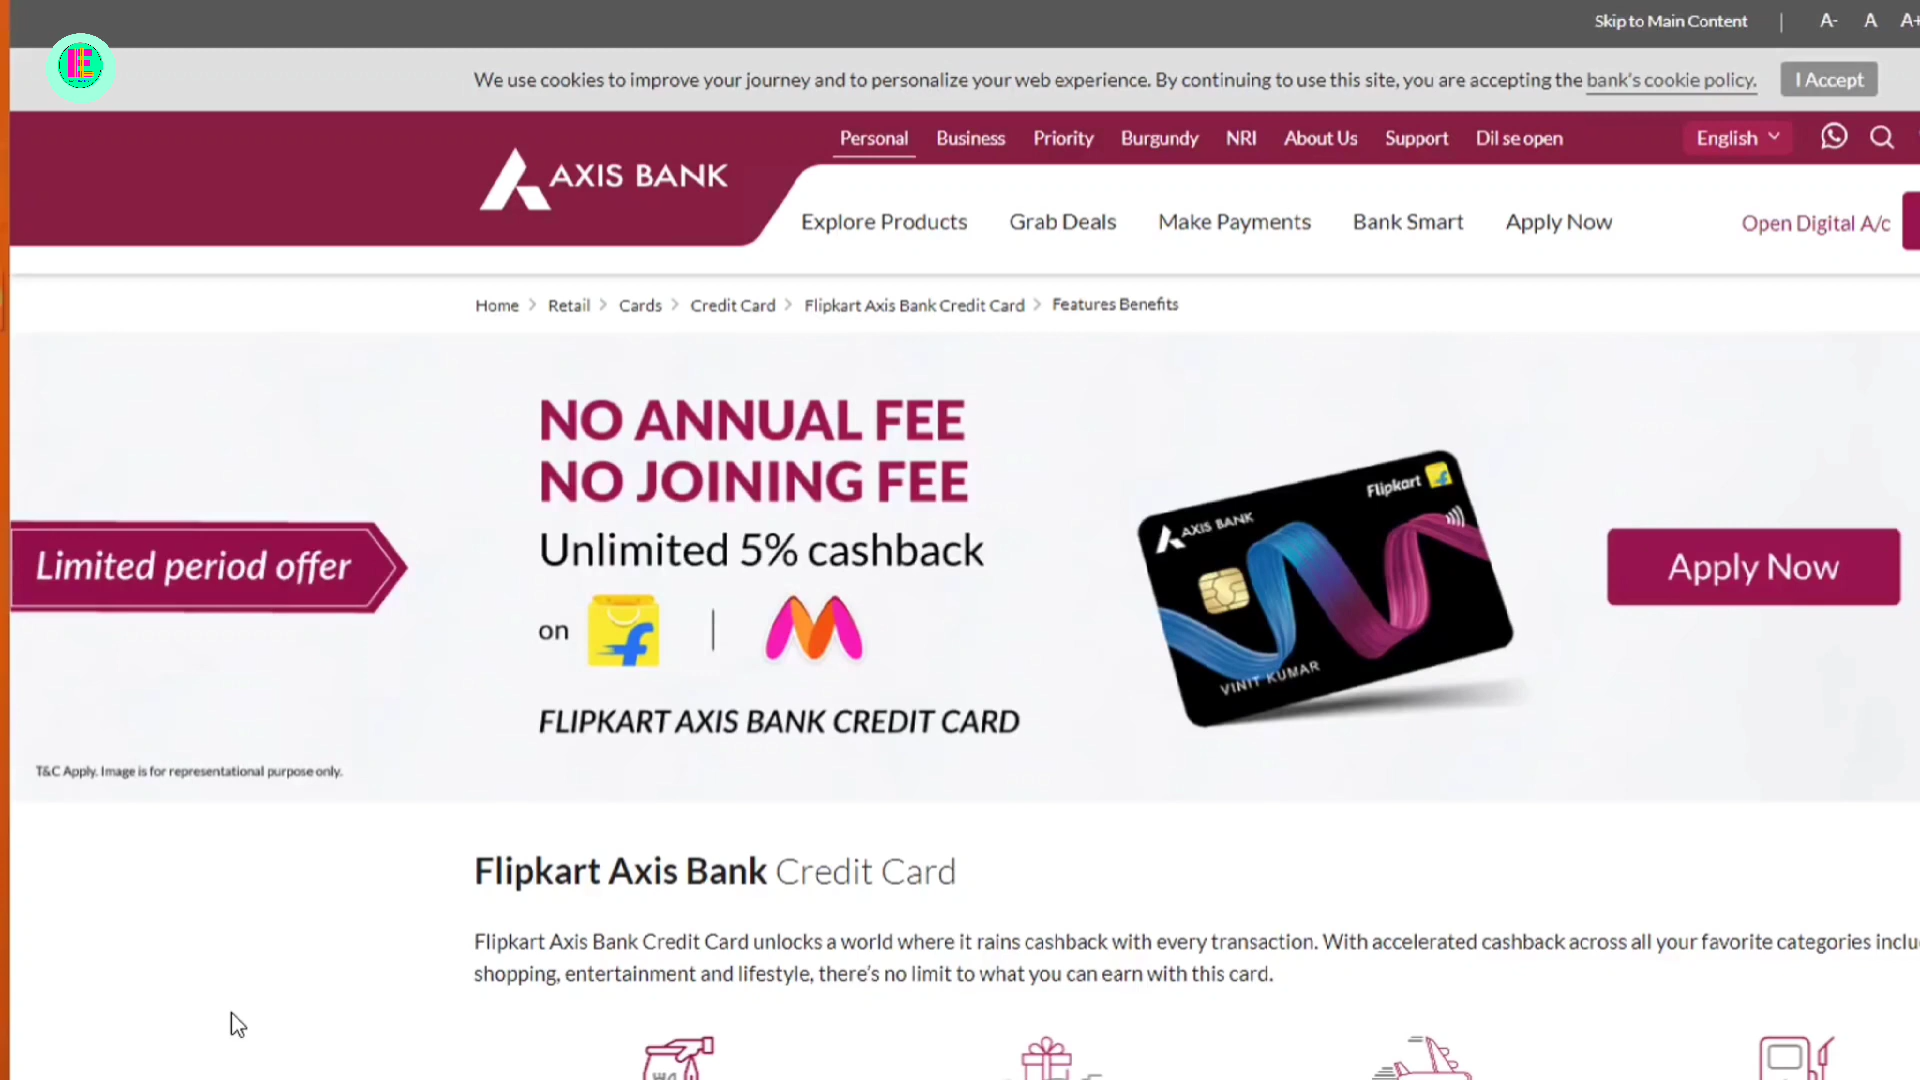 Skip to Main Content | A- A A+
E
We use cookies to improve your journey and to personalize your web experience. By continuing to use this site, you are accepting the bank's cookie policy. I Accept
Personal Business Priority Burgundy NRI About Us Support Dil se open English
AXIS BANK
Explore Products Grab Deals Make Payments Bank Smart Apply Now Open Digital A/c
Home > Retail > Cards > Credit Card > Flipkart Axis Bank Credit Card > Features Benefits
NO ANNUAL FEE
NO JOINING FEE
Limited period offer
Unlimited 5% cashback
on
FLIPKART AXIS BANK CREDIT CARD
Flipkart
AXIS BANK
VINIT KUMAR
Apply Now
T&C Apply. Image is for representational purpose only.
Flipkart Axis Bank Credit Card
Flipkart Axis Bank Credit Card unlocks a world where it rains cashback with every transaction. With accelerated cashback across all your favorite categories
shopping, entertainment and lifestyle, there's no limit to what you can earn with this card.